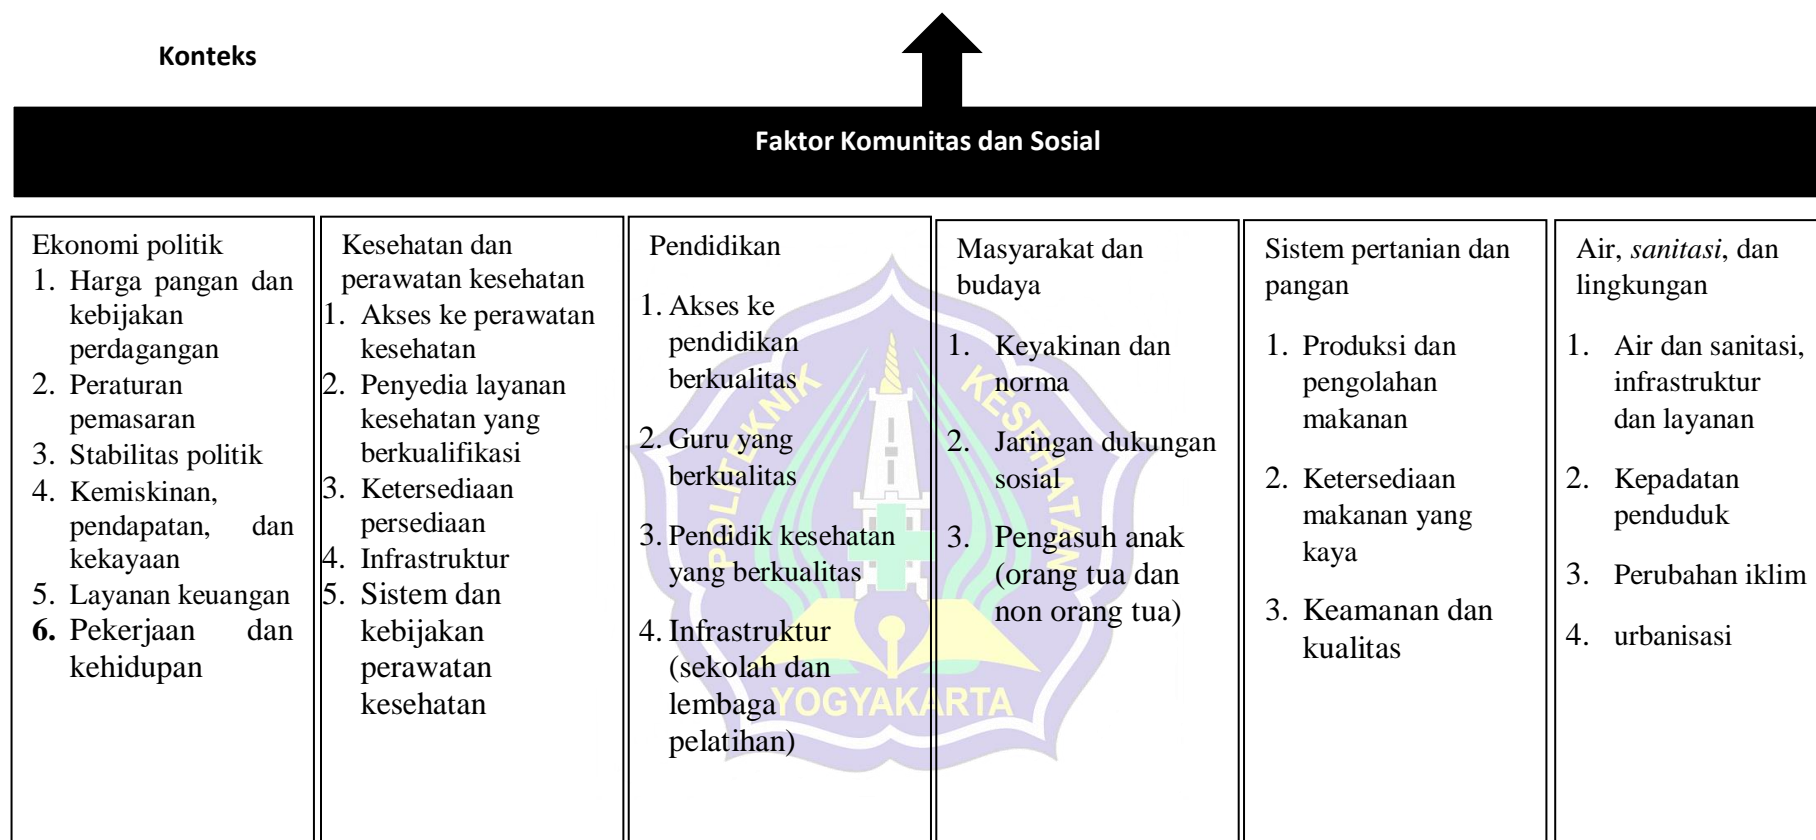 Konteks
Faktor Komunitas dan Sosial
Ekonomi politik
1. Harga pangan dan
kebijakan
perdagangan
2. Peraturan
pemasaran
3. Stabilitas politik
4. Kemiskinan,
pendapatan, dan
kekayaan
5. Layanan keuangan
6. Pekerjaan dan
kehidupan
Kesehatan dan
perawatan kesehatan
1. Akses ke perawatan
kesehatan
2. Penyedia layanan
kesehatan yang
berkualifikasi
3. Ketersediaan
persediaan
4. Infrastruktur
5. Sistem dan
kebijakan
perawatan
kesehatan
Pendidikan
1. Akses ke
pendidikan
berkualitas
2. Guru yang
berkualitas
3. Pendidik kesehatan
yang berkualitas
4. Infrastruktur
(sekolah dan
lembaga
pelatihan)
Masyarakat dan
budaya
1. Keyakinan dan
norma
2. Jaringan dukungan
sosial
3. Pengasuh anak
(orang tua dan
non orang tua)
Sistem pertanian dan
pangan
1. Produksi dan
pengolahan
makanan
2. Ketersediaan
makanan yang
kaya
3. Keamanan dan
kualitas
Air, sanitasi, dan
lingkungan
1. Air dan sanitasi,
infrastruktur
dan layanan
2. Kepadatan
penduduk
3. Perubahan iklim
4. urbanisasi
POLITEKNIK KESEHATAN
YOGYAKARTA